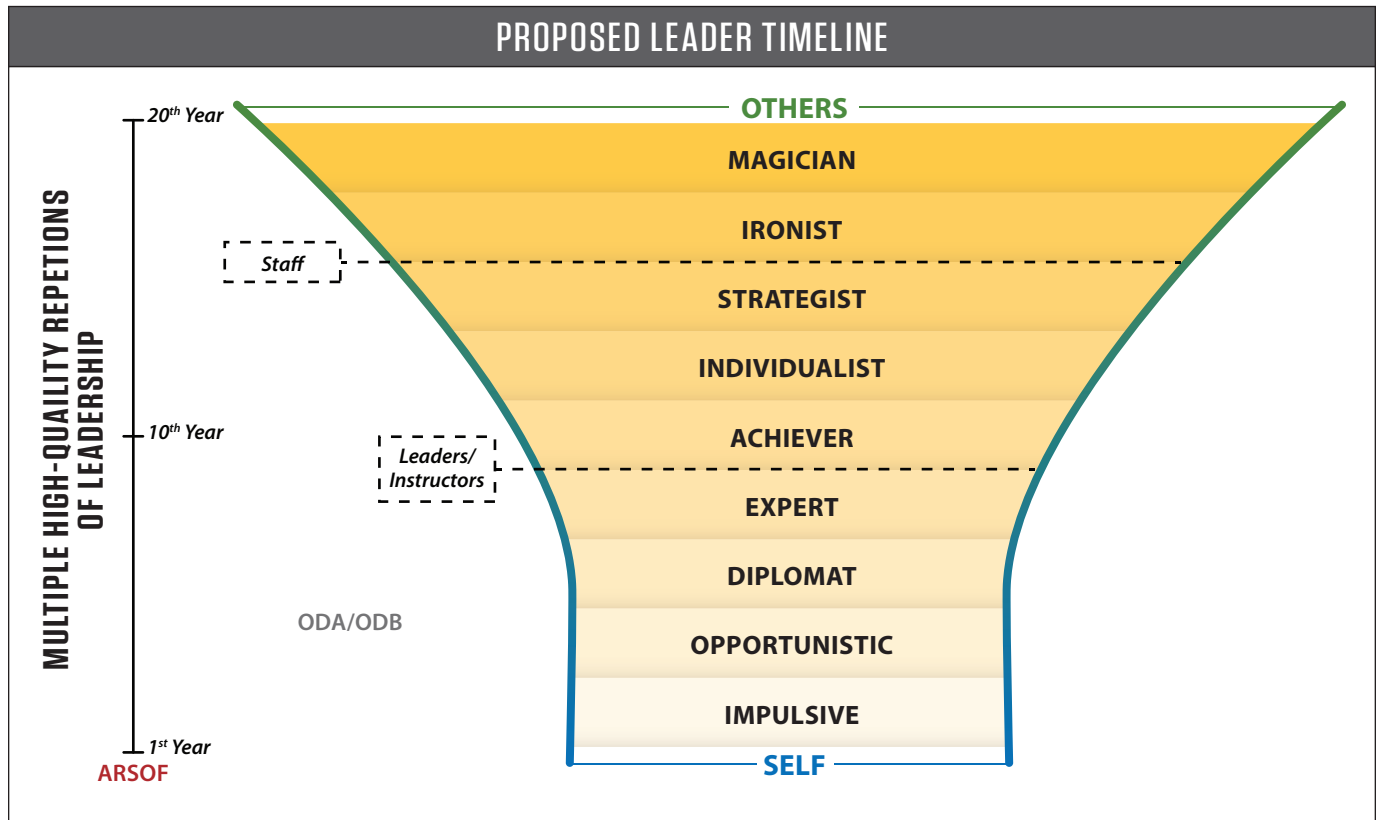 PROPOSED LEADER TIMELINE
MULTIPLE HIGH-QUAILITY REPETIONS
OF LEADERSHIP
20th Year
OTHERS
MAGICIAN
IRONIST
Staff
STRATEGIST
INDIVIDUALIST
10th Year
ACHIEVER
Leaders/
Instructors
EXPERT
DIPLOMAT
ODA/ODB
OPPORTUNISTIC
IMPULSIVE
1st Year
ARSOF
SELF